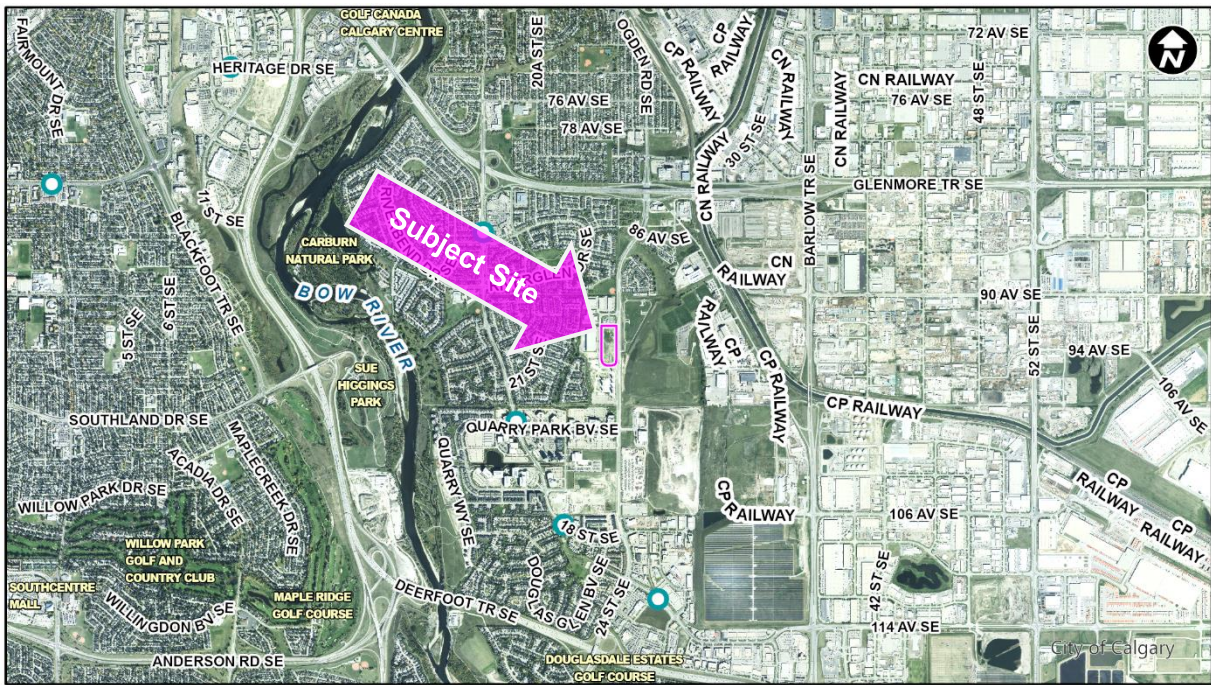 GOLF CANADA
CALGARY CENTRE
FAIRMOUNT DR SE
HERITAGE DR SE
20A ST SE
OGDEN RD SE
CP RAILWAY
CP
RAILWAY
CN RAILWAY
72 AV SE
N
CN RAILWAY
76 AV SE
48 ST SE
76 AV SE
78 AV SE
30 ST SE
CN RAILWAY
CN RAILWAY
GLENMORE TR SE
BARLOW TR SE
11 ST SE
BLACKFOOT TR SE
CARBURN
NATURAL PARK
Subject Site
86 AV SE
CN
RAILWAY
BOW RIVER
6 ST SE
5 ST SE
90 AV SE
52 ST SE
94 AV SE
106 AV SE
21 ST S
CP
RAILWAY
CP RAILWAY
CP RAILWAY
SUE
HIGGINGS
PARK
SOUTHLAND DR SE
ACADIA DR SE
MAPLECREEK DR SE
QUARRY PARK BV SE
QUARRY WY SE
WILLOW PARK DR SE
WILLOW PARK
GOLF AND
COUNTRY CLUB
18 ST SE
CP RAILWAY
106 AV SE
CP
RAILWAY
CP
RAILWAY
SOUTHCENTRE
MALL
WILLINGDON BV SE
MAPLE RIDGE
GOLF COURSE
DEERFOOT TR SE
DOUGLAS GLEN BV SE
24 ST SE
42 ST SE
114 AV SE
ANDERSON RD SE
DOUGLASDALE ESTATES
GOLF COURSE
City of Calgary